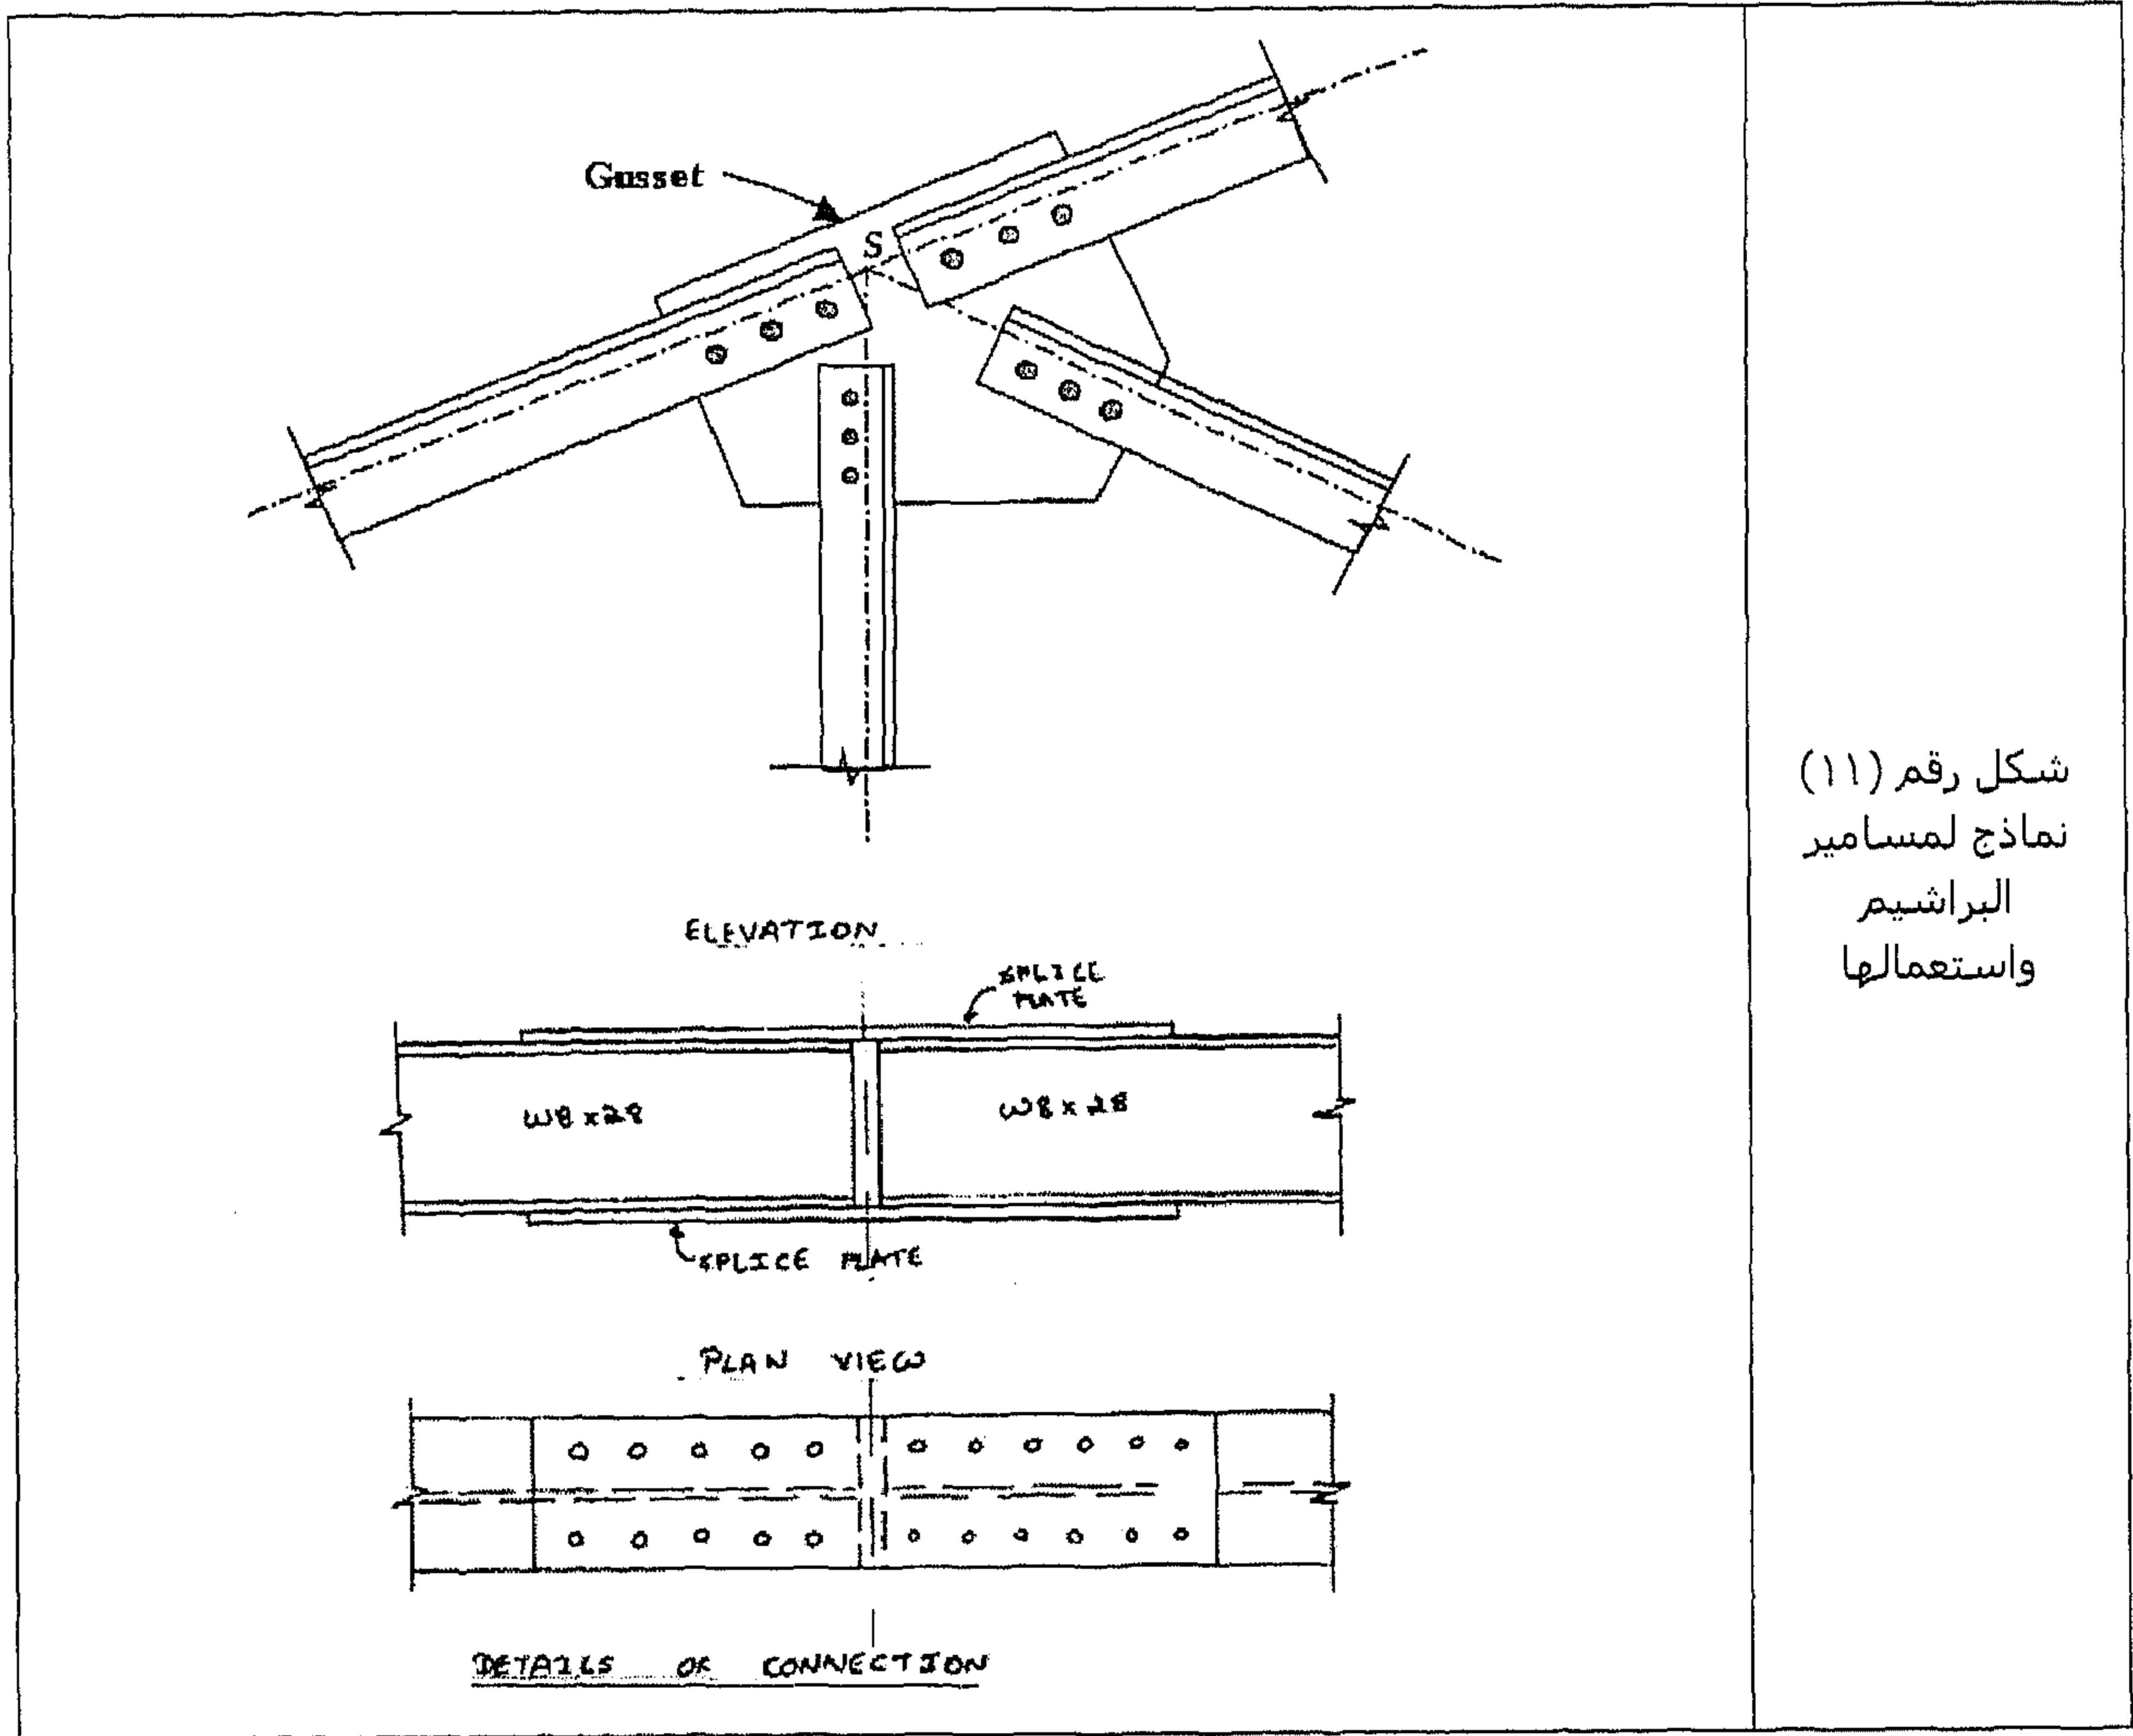 Gusset
S
ELEVATION
SPLICE
PLATE
W8 x 28
W8 x 28
SPLICE PLATE
PLAN VIEW
DETAILS OF CONNECTION
شكل رقم (١١)
نماذج لمسامير
البراشيم
واستعمالها